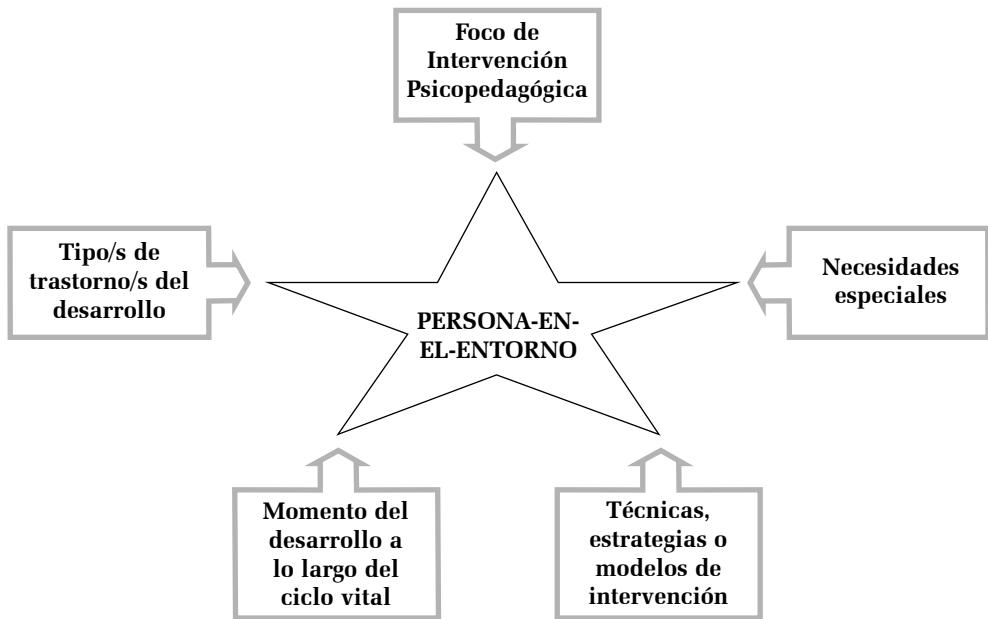 Foco de
Intervención
Psicopedagógica
Tipo/s de
trastorno/s del
desarrollo
Necesidades
especiales
PERSONA-EN-
EL-ENTORNO
Momento del
desarrollo a
lo largo del
ciclo vital
Técnicas,
estrategias o
modelos de
intervención